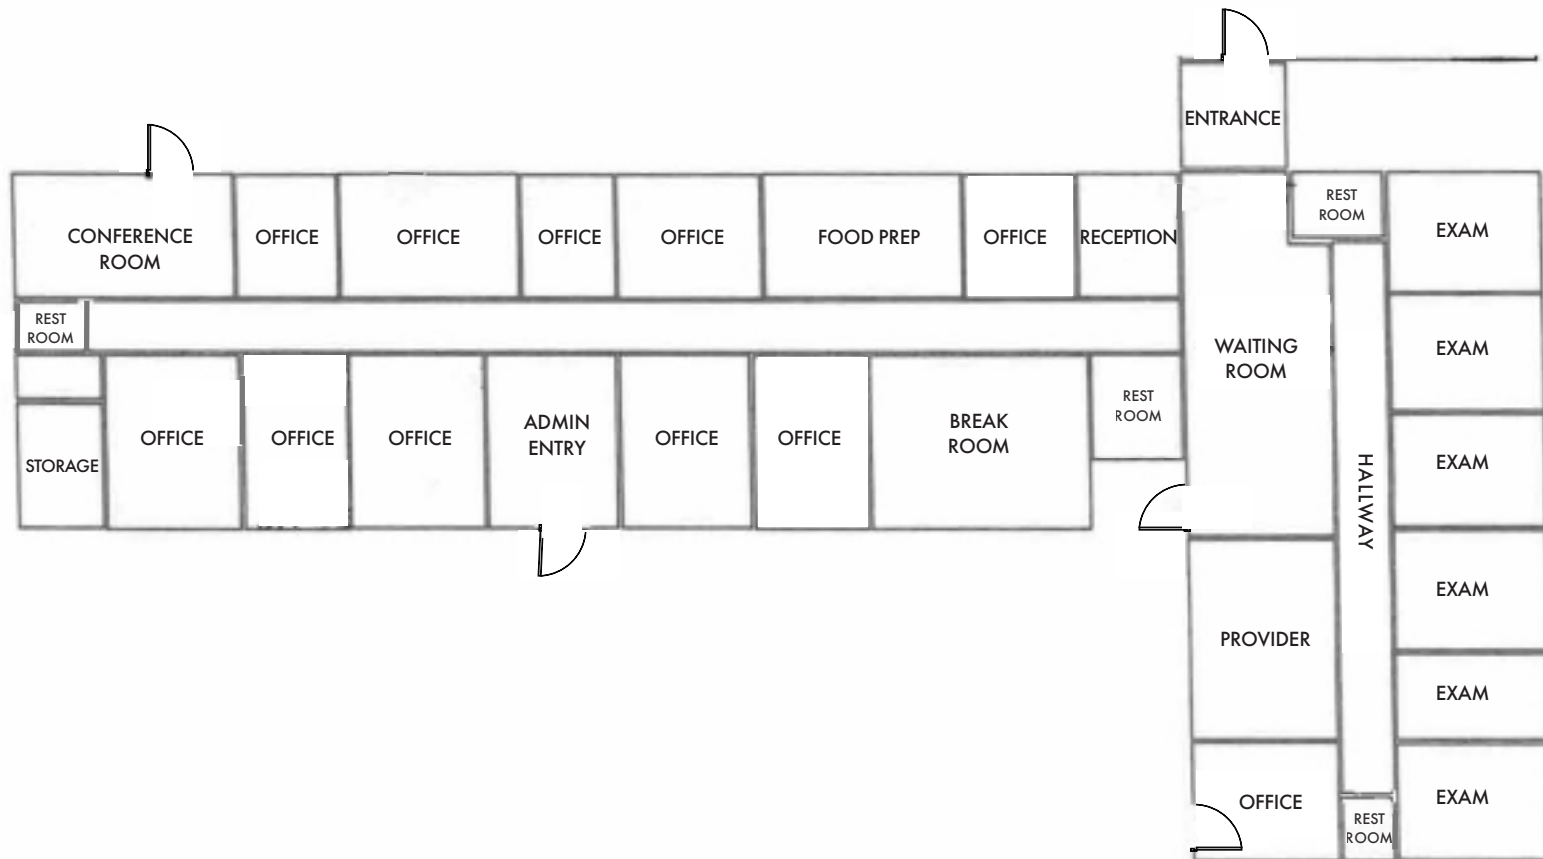 ENTRANCE
CONFERENCE
ROOM
OFFICE
OFFICE
OFFICE
OFFICE
FOOD PREP
OFFICE
RECEPTION
REST
ROOM
EXAM
REST
ROOM
WAITING
ROOM
EXAM
STORAGE
OFFICE
OFFICE
OFFICE
ADMIN
ENTRY
OFFICE
OFFICE
BREAK
ROOM
REST
ROOM
HALLWAY
EXAM
EXAM
PROVIDER
EXAM
OFFICE
REST
ROOM
EXAM